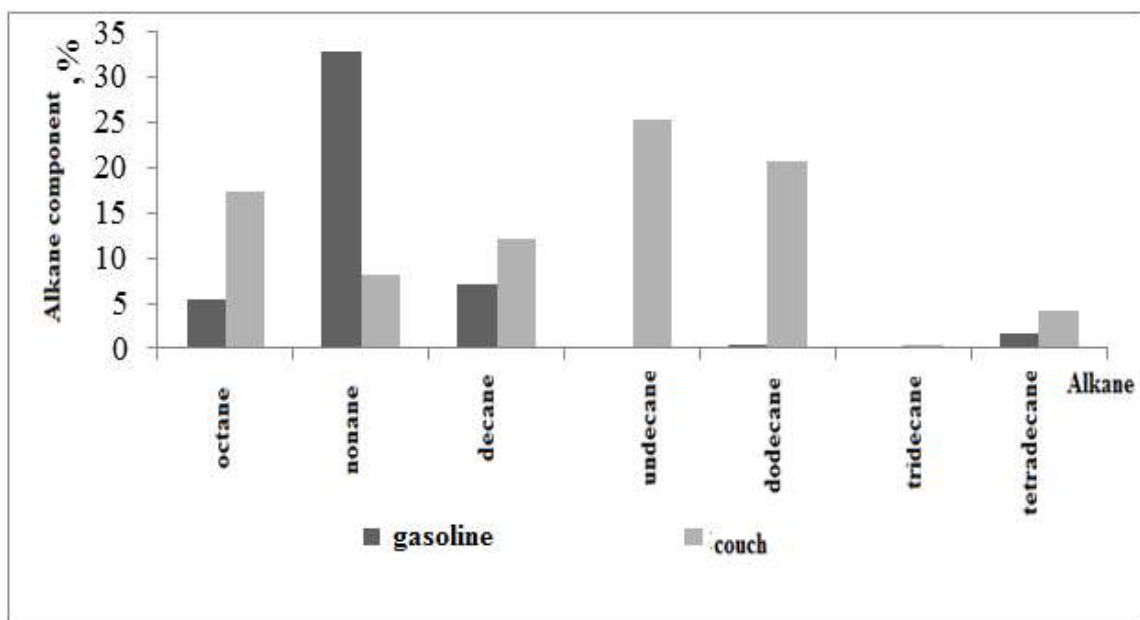 Alkane component , %
35
30
25
20
15
10
5
0
octane
nonane
decane
undecane
dodecane
tridecane
tetradecane
Alkane
gasoline
couch